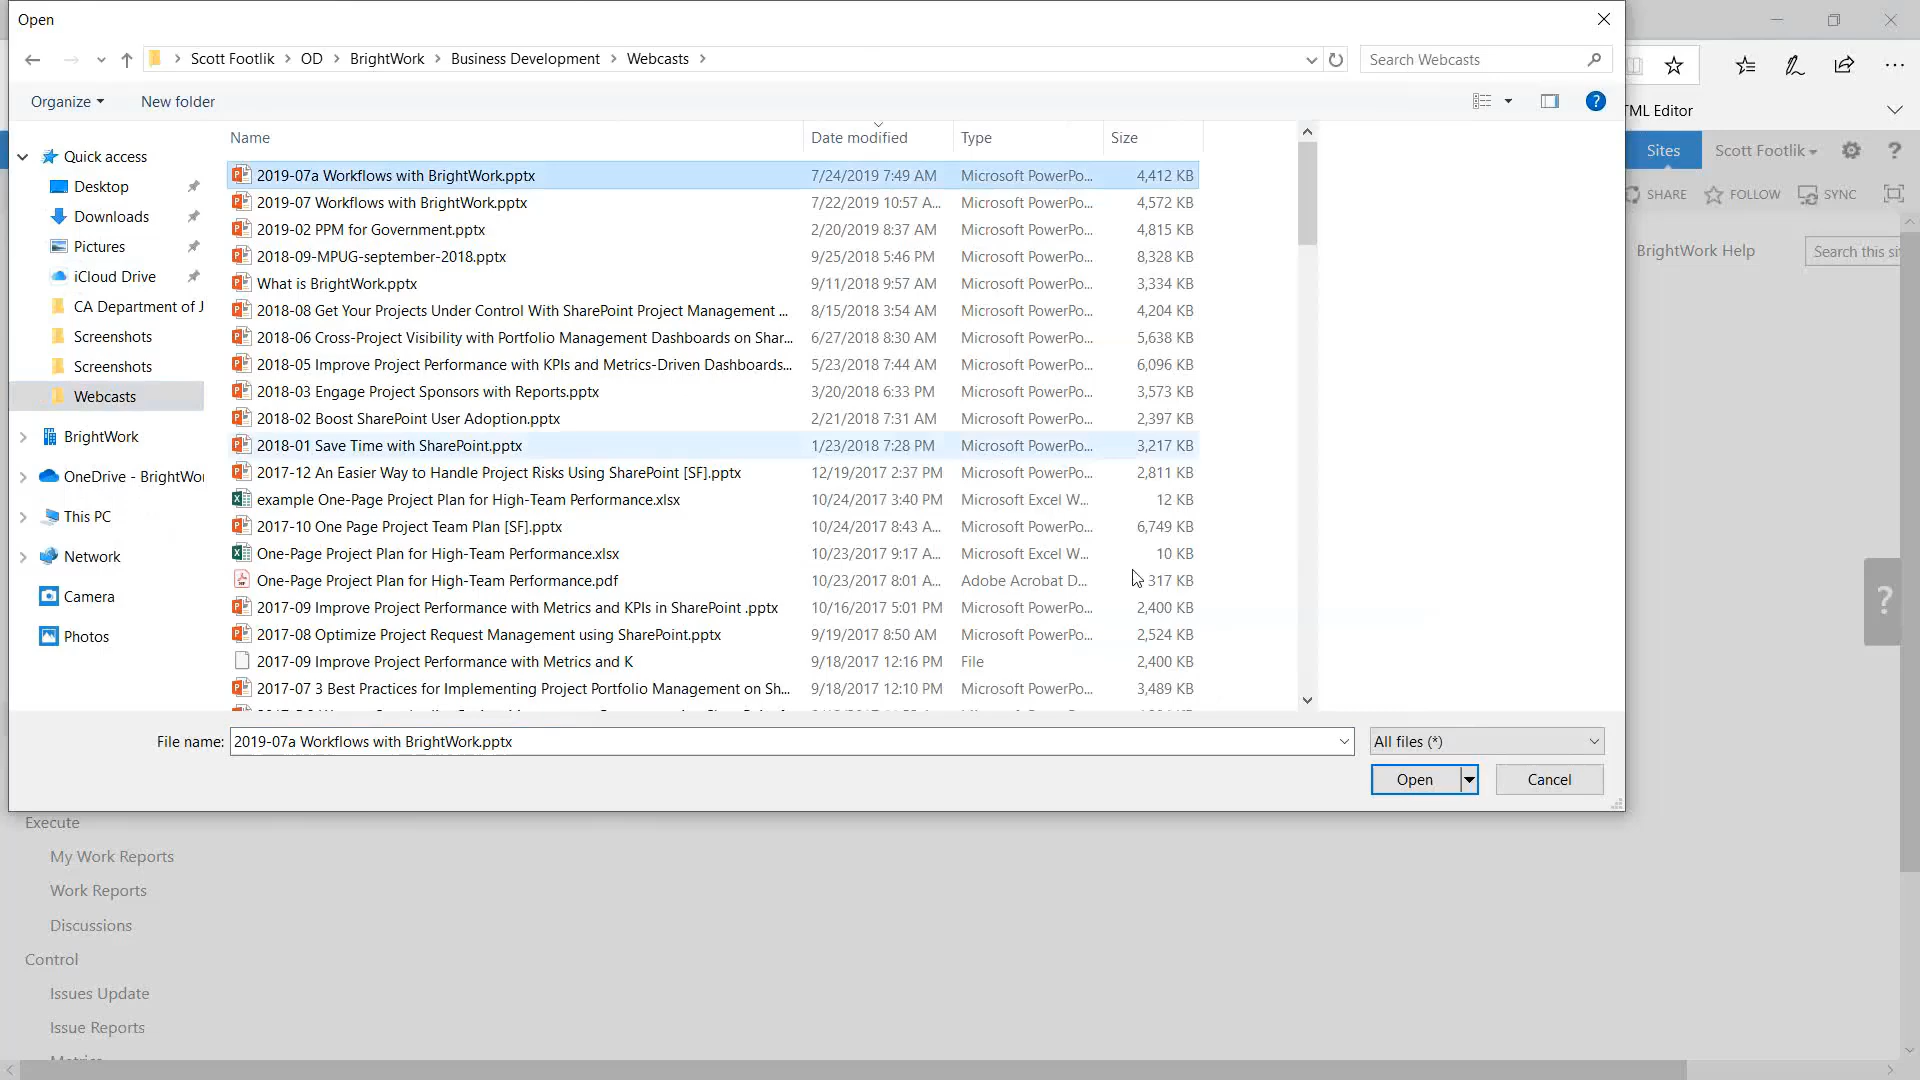 Open
Scott Footlik > OD > BrightWork > Business Development > Webcasts >
Search Webcasts
Organize
New folder
TML Editor
Name
Date modified
Type
Size
Sites
Scott Footlik
SHARE
FOLLOW
SYNC
BrightWork Help
Search this si
Quick access
Desktop
Downloads
Pictures
iCloud Drive
CA Department of J
Screenshots
Screenshots
Webcasts
BrightWork
OneDrive - BrightWor
This PC
Network
Camera
Photos
2019-07a Workflows with BrightWork.pptx 7/24/2019 7:49 AM Microsoft PowerPo... 4,412 KB
2019-07 Workflows with BrightWork.pptx 7/22/2019 10:57 A... Microsoft PowerPo... 4,572 KB
2019-02 PPM for Government.pptx 2/20/2019 8:37 AM Microsoft PowerPo... 4,815 KB
2018-09-MPUG-september-2018.pptx 9/25/2018 5:46 PM Microsoft PowerPo... 8,328 KB
What is BrightWork.pptx 9/11/2018 9:57 AM Microsoft PowerPo... 3,334 KB
2018-08 Get Your Projects Under Control With SharePoint Project Management ... 8/15/2018 3:54 AM Microsoft PowerPo... 4,204 KB
2018-06 Cross-Project Visibility with Portfolio Management Dashboards on Shar... 6/27/2018 8:30 AM Microsoft PowerPo... 5,638 KB
2018-05 Improve Project Performance with KPIs and Metrics-Driven Dashboards... 5/23/2018 7:44 AM Microsoft PowerPo... 6,096 KB
2018-03 Engage Project Sponsors with Reports.pptx 3/20/2018 6:33 PM Microsoft PowerPo... 3,573 KB
2018-02 Boost SharePoint User Adoption.pptx 2/21/2018 7:31 AM Microsoft PowerPo... 2,397 KB
2018-01 Save Time with SharePoint.pptx 1/23/2018 7:28 PM Microsoft PowerPo... 3,217 KB
2017-12 An Easier Way to Handle Project Risks Using SharePoint [SF].pptx 12/19/2017 2:37 PM Microsoft PowerPo... 2,811 KB
example One-Page Project Plan for High-Team Performance.xlsx 10/24/2017 3:40 PM Microsoft Excel W... 12 KB
2017-10 One Page Project Team Plan [SF].pptx 10/24/2017 8:43 A... Microsoft PowerPo... 6,749 KB
One-Page Project Plan for High-Team Performance.xlsx 10/23/2017 9:17 A... Microsoft Excel W... 10 KB
One-Page Project Plan for High-Team Performance.pdf 10/23/2017 8:01 A... Adobe Acrobat D... 317 KB
2017-09 Improve Project Performance with Metrics and KPIs in SharePoint .pptx 10/16/2017 5:01 PM Microsoft PowerPo... 2,400 KB
2017-08 Optimize Project Request Management using SharePoint.pptx 9/19/2017 8:50 AM Microsoft PowerPo... 2,524 KB
2017-09 Improve Project Performance with Metrics and K 9/18/2017 12:16 PM File 2,400 KB
2017-07 3 Best Practices for Implementing Project Portfolio Management on Sh... 9/18/2017 12:10 PM Microsoft PowerPo... 3,489 KB
File name: 2019-07a Workflows with BrightWork.pptx
All files (*)
Open
Cancel
Execute
My Work Reports
Work Reports
Discussions
Control
Issues Update
Issue Reports